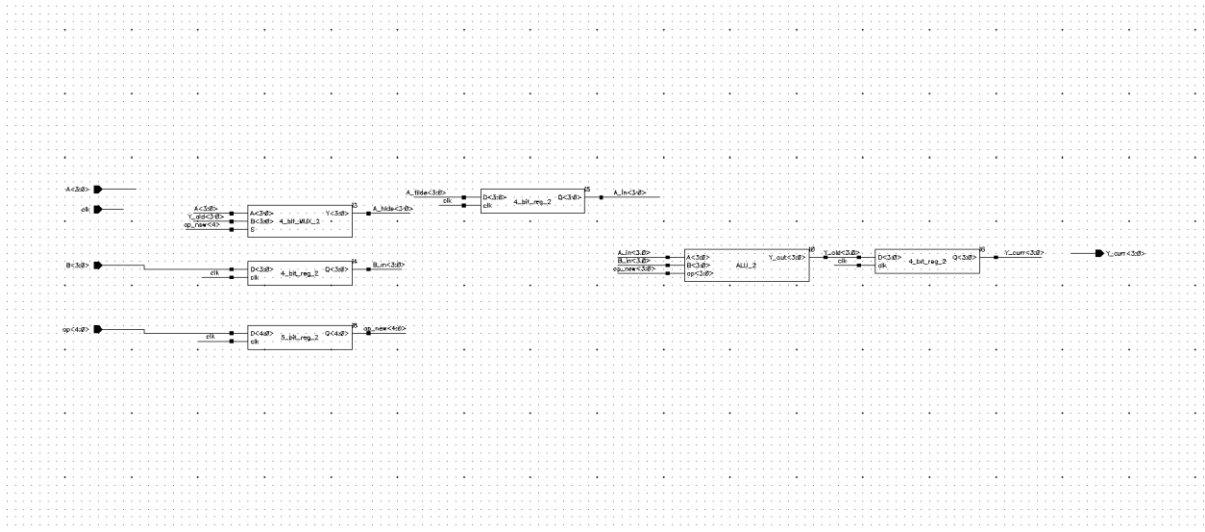 A<3:0>
clk
A<3:0>
Y_old<3:0>
op_new<4>
A<3:0>
B<3:0>
S
4_bit_MUX_2
Y<3:0>
A_tilde<3:0>
A_tilde<3:0>
clk
D<3:0>
clk
4_bit_reg_2
Q<3:0>
A_in<3:0>
B<3:0>
clk
D<3:0>
clk
4_bit_reg_2
Q<3:0>
B_in<3:0>
A_in<3:0>
B_in<3:0>
op_new<3:0>
A<3:0>
B<3:0>
op<3:0>
ALU_2
Y_out<3:0>
Y_old<3:0>
clk
D<3:0>
clk
4_bit_reg_2
Q<3:0>
Y_curr<3:0>
Y_curr<3:0>
op<4:0>
clk
D<4:0>
clk
5_bit_reg_2
Q<4:0>
op_new<4:0>